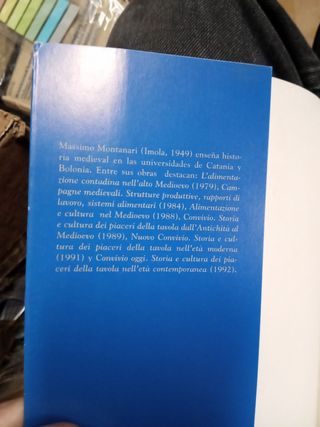 Massimo Montanari (Imola, 1949) enseña histo-
ria medieval en las universidades de Catania y
Bolonia. Entre sus obras destacan: L'alimenta-
zione contadina nell'alto Medioevo (1979), Cam-
pagne medievali. Strutture produttive, rapporti di
lavoro, sistemi alimentari (1984), Alimentazione
e cultura nel Medioevo (1988), Convivio. Storia
e cultura dei piaceri della tavola dall'Antichità al
Medioevo (1989), Nuovo Convivio. Storia e cul-
tura dei piaceri della tavola nell'età moderna
(1991) y Convivio oggi. Storia e cultura dei pia-
ceri della tavola nell'età contemporanea (1992).